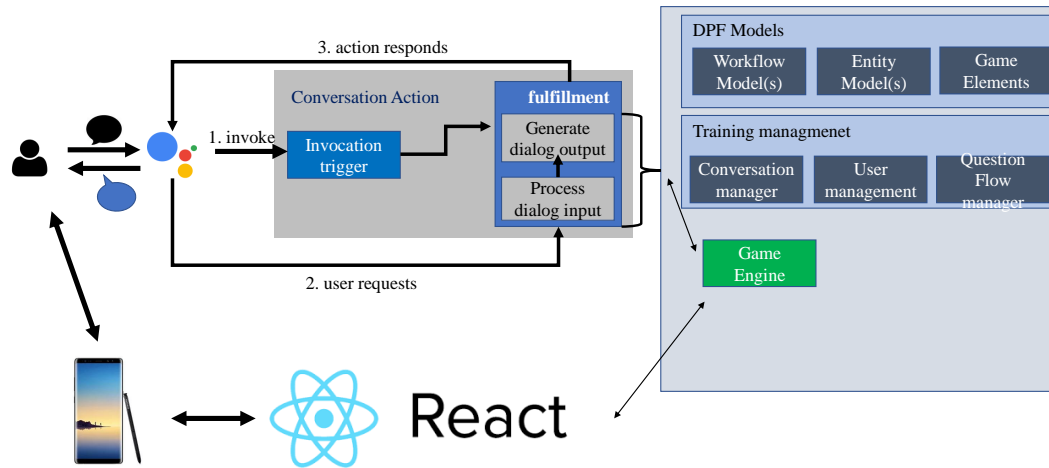 3. action responds
DPF Models
Workflow
Model(s)
Entity
Model(s)
Game
Elements
Conversation Action
fulfillment
Generate
dialog output
1. invoke
Invocation
trigger
Process
dialog input
Training managmenet
Conversation
manager
User
management
Question
Flow
manager
Game
Engine
2. user requests
React